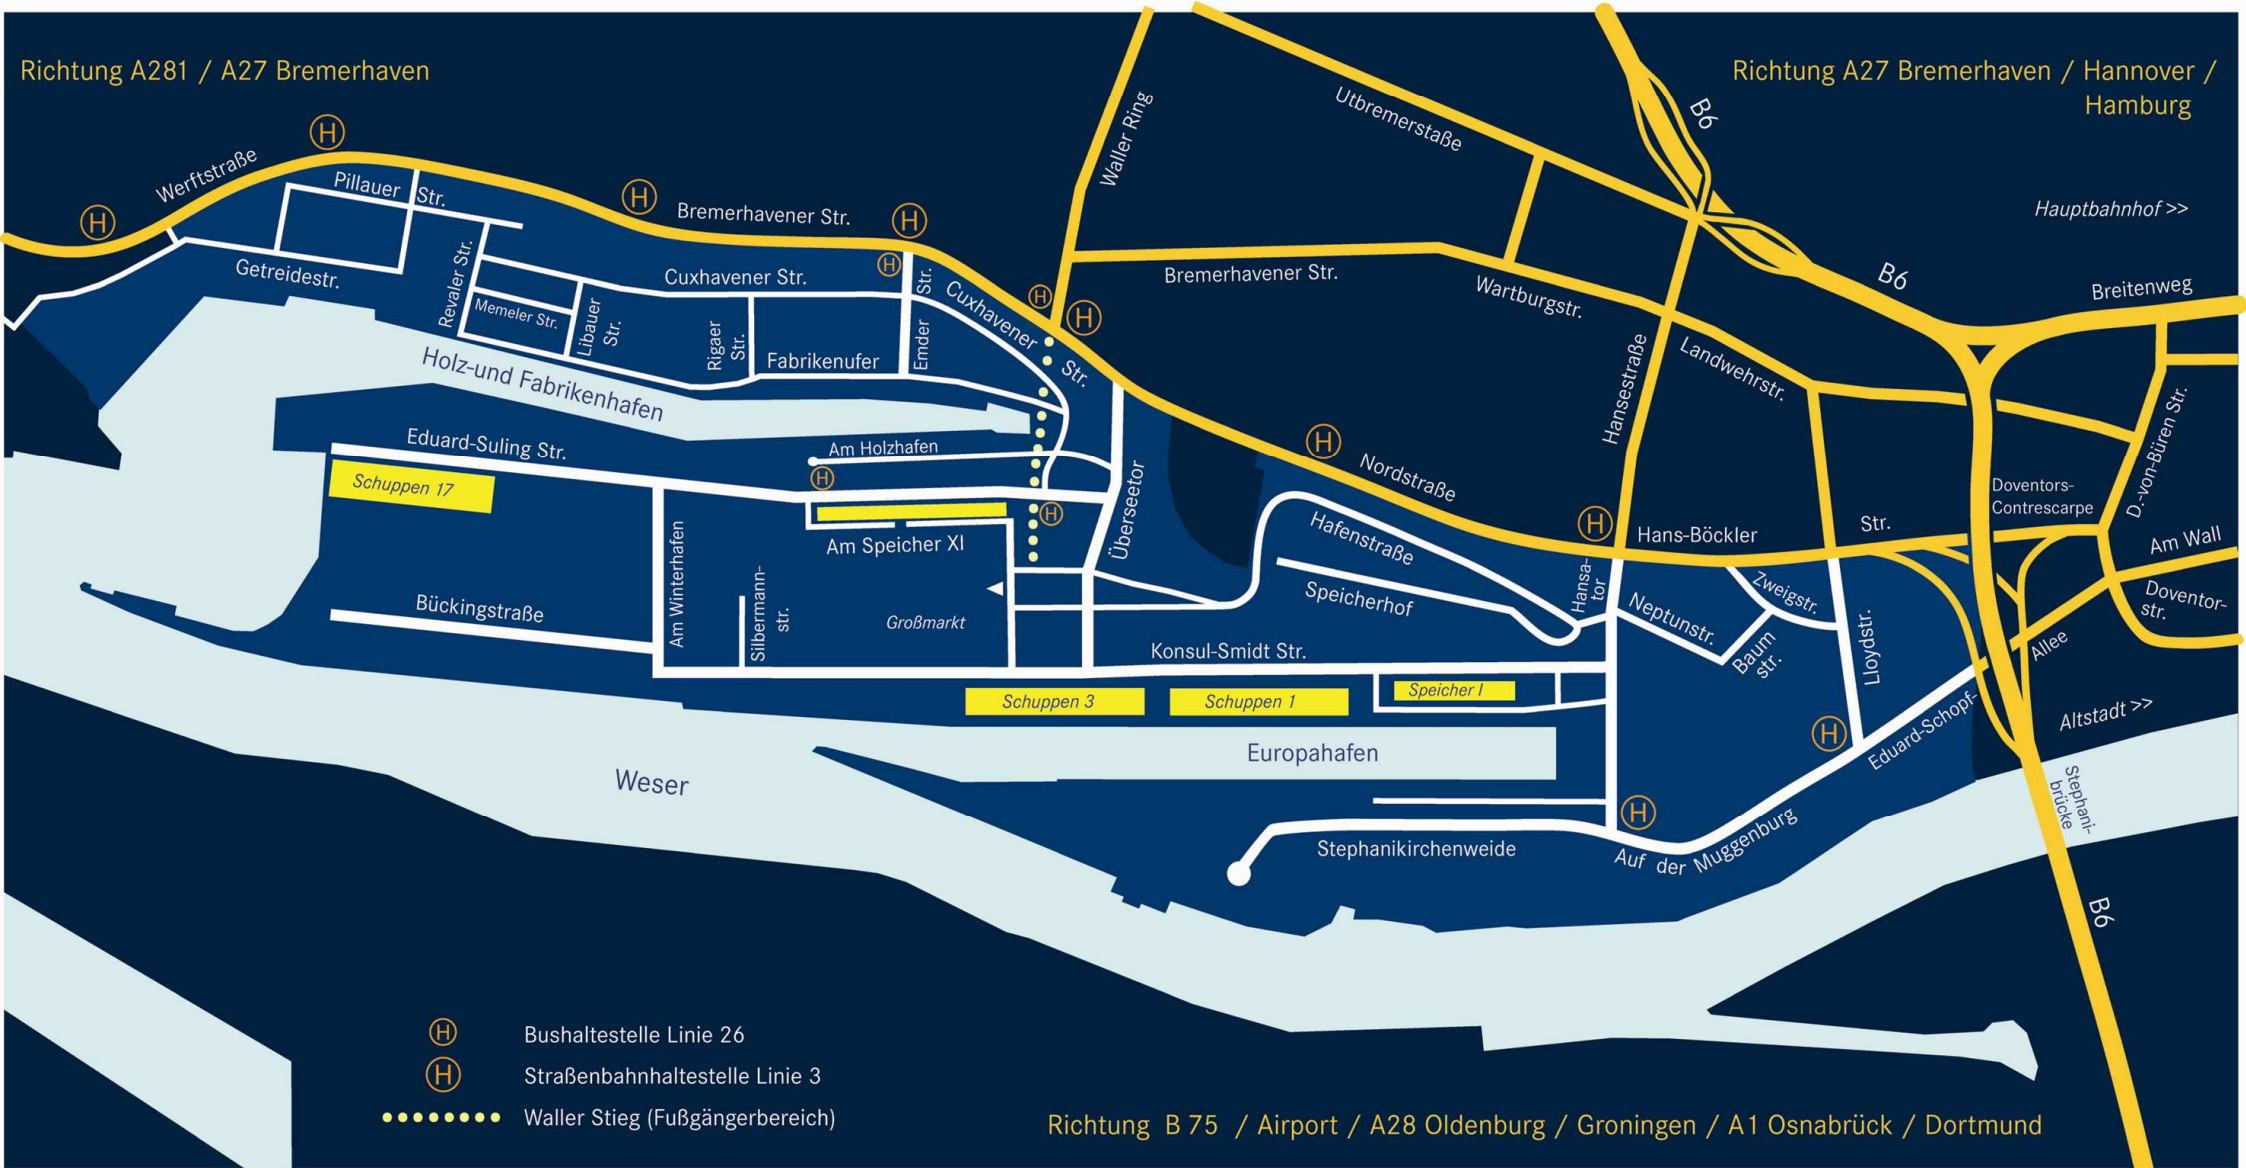 Richtung A281 / A27 Bremerhaven
Richtung A27 Bremerhaven / Hannover /
Hamburg
B6
Utbremerstaße
Waller Ring
H
Werftstraße
H
Pillauer Str.
H
Bremerhavener Str.
H
H
Hauptbahnhof >>
Getreidestr.
Revaler Str.
Cuxhavener Str.
Emder Str.
Cuxhavener Str.
H
H
Bremerhavener Str.
Wartburgstr.
B6
Breitenweg
Memeler Str.
Libauer
Str.
Rigaer
Str.
Fabrikenufer
Hansestraße
Landwehrstr.
Holz-und Fabrikenhafen
Eduard-Suling Str.
Am Holzhafen
H
Überseetor
H
Nordstraße
D.-von-Büren Str.
Doventors-
Contrescarpe
Schuppen 17
H
Am Speicher XI
Hafenstraße
H
Hans-Böckler Str.
Am Wall
Am Winterhafen
Silbermann-
str.
Speicherhof
Hansa-
tor
Zweigstr.
Doventor-
str.
Bückingstraße
Großmarkt
Neptunstr.
Baum
str.
Lloydstr.
Konsul-Smidt Str.
Eduard-Schopf-Allee
Schuppen 3
Schuppen 1
Speicher I
Altstadt >>
H
Europahafen
Weser
Stephani-
brücke
H
Stephanikirchenweide
Auf der Muggenburg
B6
H Bushaltestelle Linie 26
H Straßenbahnhaltestelle Linie 3
Waller Stieg (Fußgängerbereich)
Richtung B 75 / Airport / A28 Oldenburg / Groningen / A1 Osnabrück / Dortmund